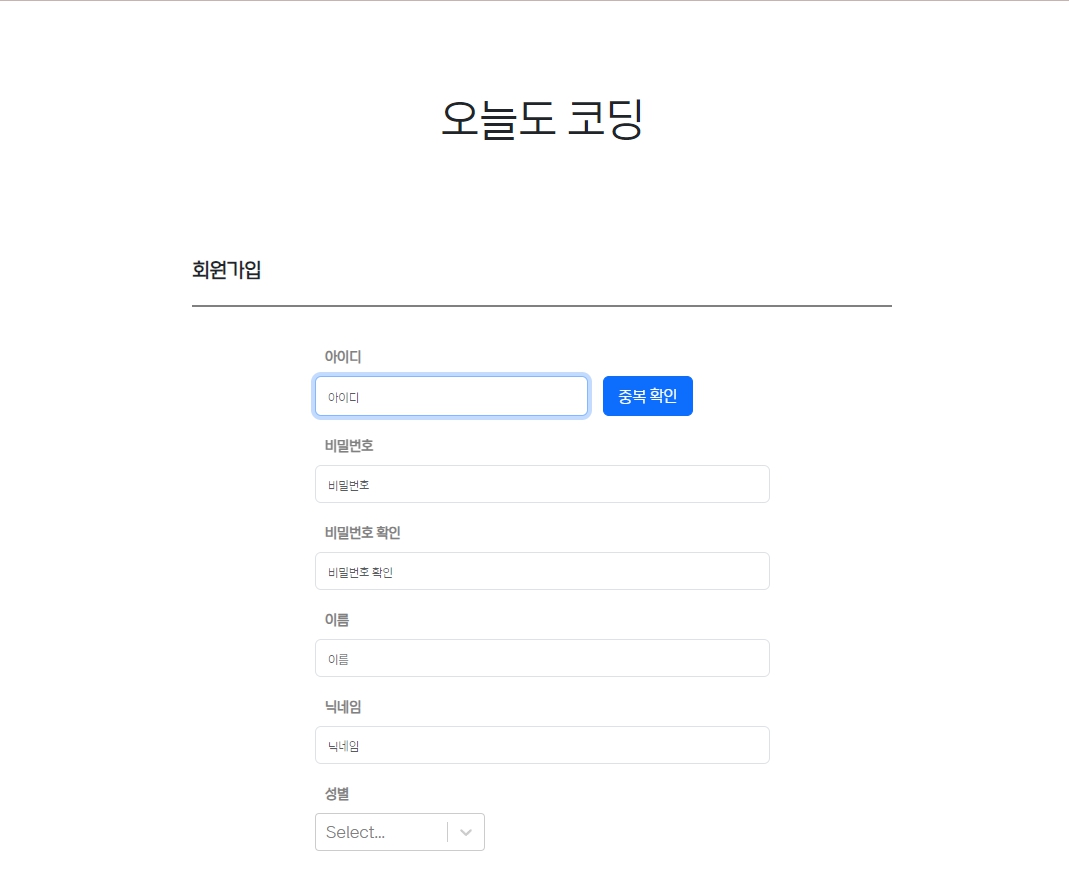 오늘도 코딩
회원가입
아이디
아이디
중복 확인
비밀번호
비밀번호
비밀번호 확인
비밀번호 확인
이름
이름
닉네임
닉네임
성별
Select...